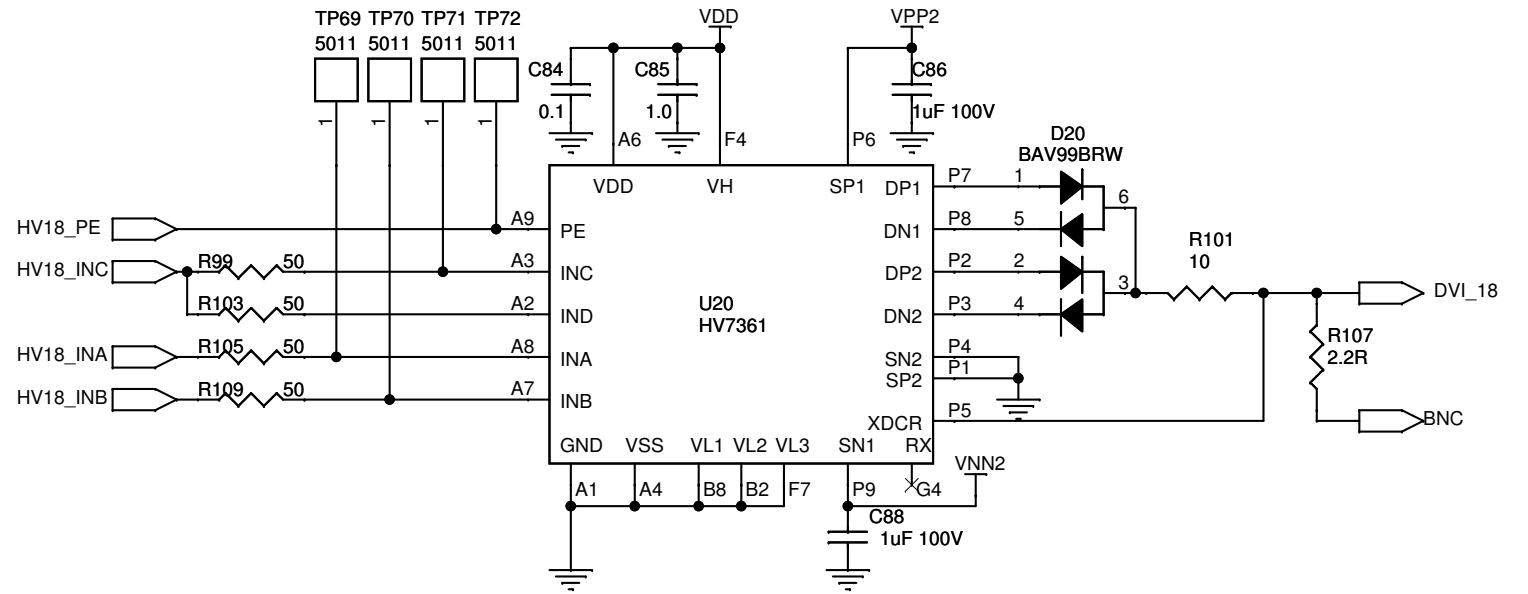 TP69 TP70 TP71 TP72
5011 5011 5011 5011
1 1 1 1
VDD
VPP2
C84
0.1
C85
1.0
C86
1uF 100V
A6
F4
P6
D20
BAV99BRW
VDD
VH
SP1
DP1
P7
1
6
HV18_PE
A9
PE
DN1
P8
5
HV18_INC
R99
50
A3
INC
DP2
P2
2
3
R101
10
DVI_18
R103
50
A2
IND
U20
HV7361
DN2
P3
4
HV18_INA
R105
50
A8
INA
SN2
P4
SP2
P1
R107
2.2R
HV18_INB
R109
50
A7
INB
XDCR
P5
BNC
GND
VSS
VL1
VL2
VL3
SN1
RX
VNN2
A1
A4
B8
B2
F7
P9
G4
C88
1uF 100V